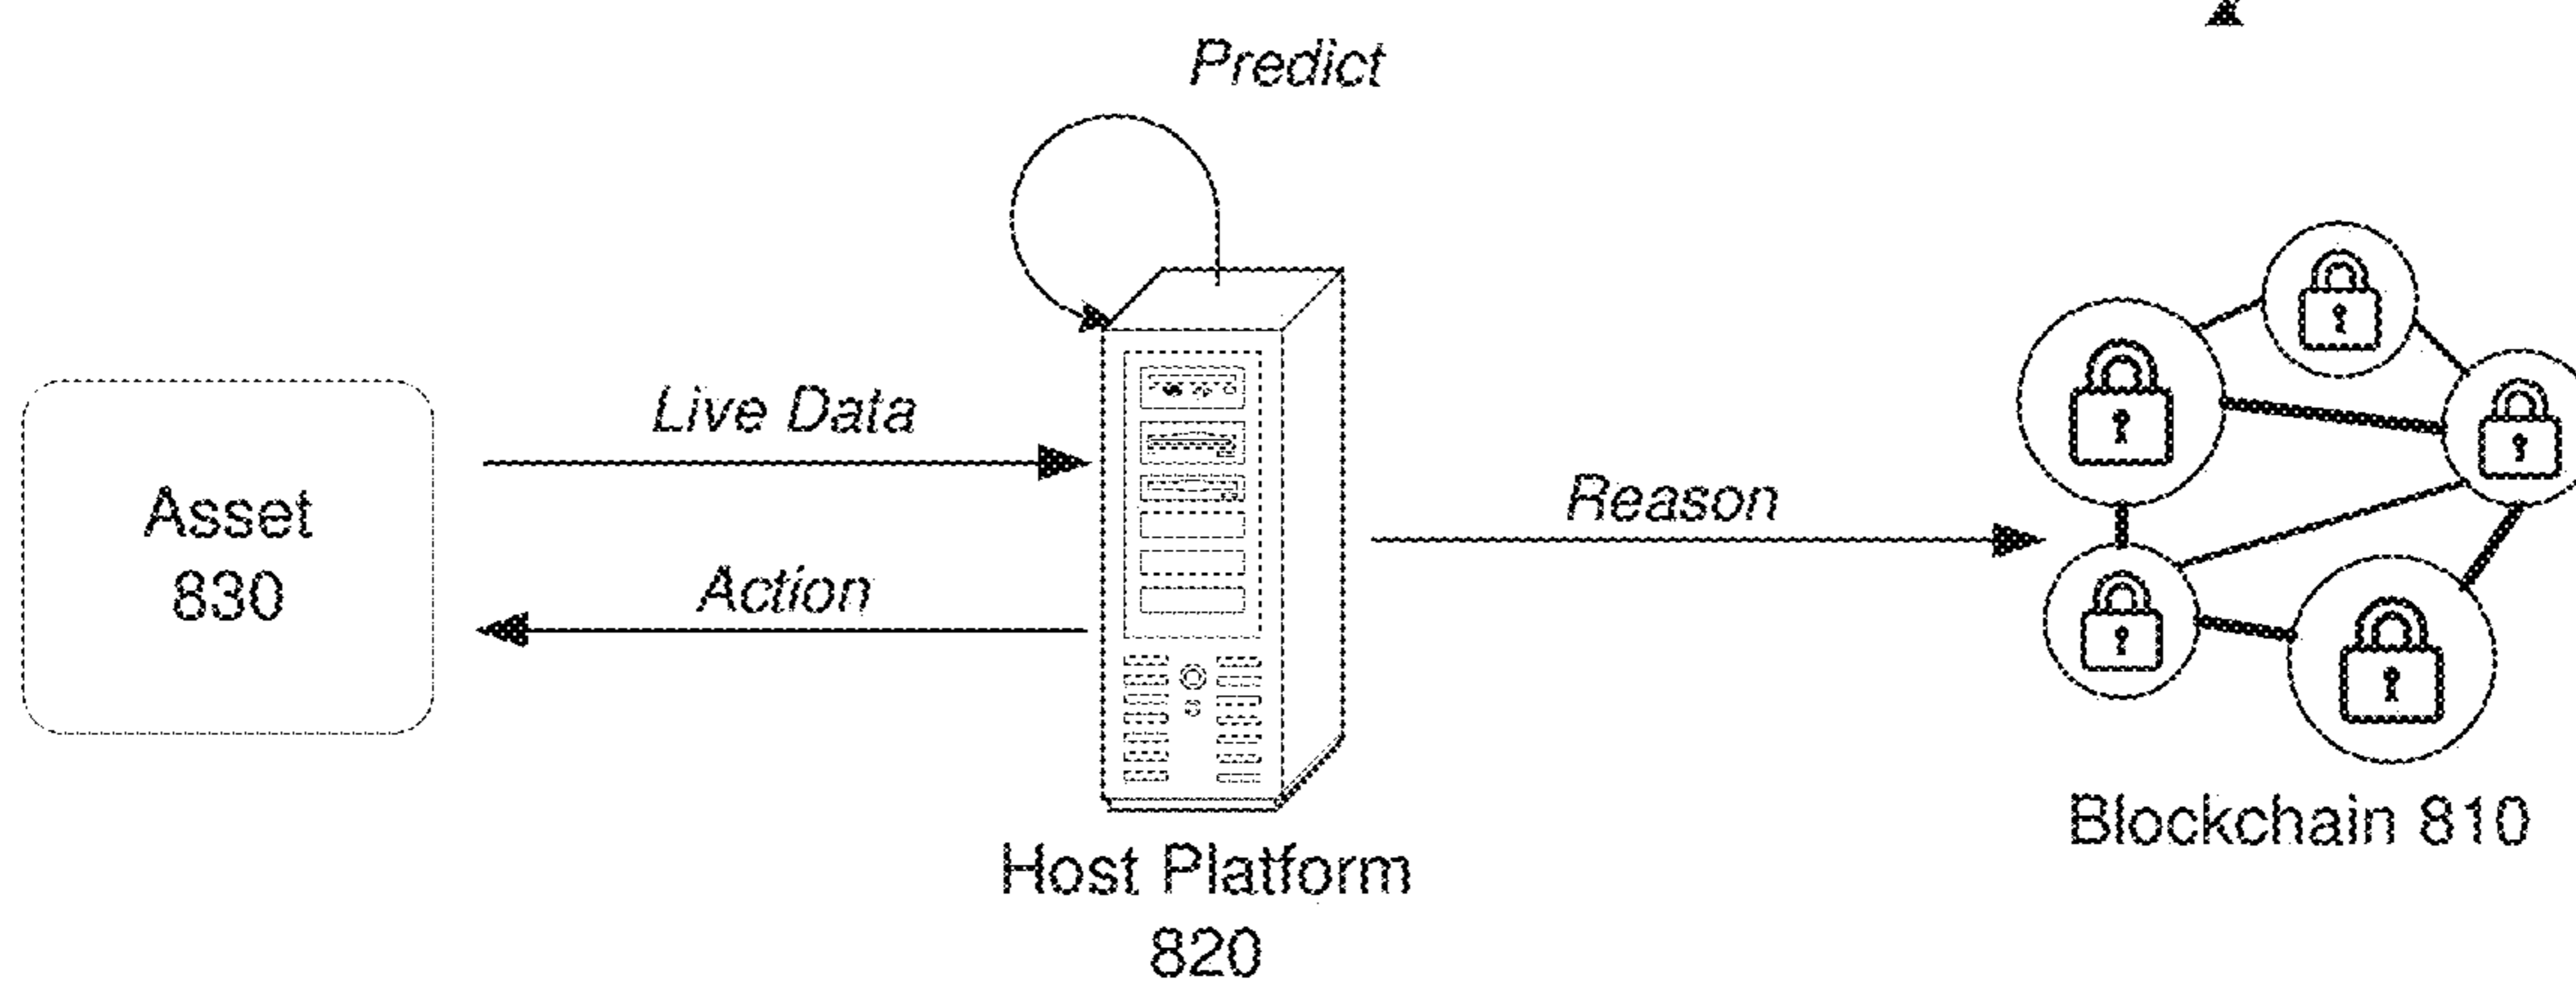 Predict
Live Data
Asset
830
Action
Reason
Blockchain 810
Host Platform
820